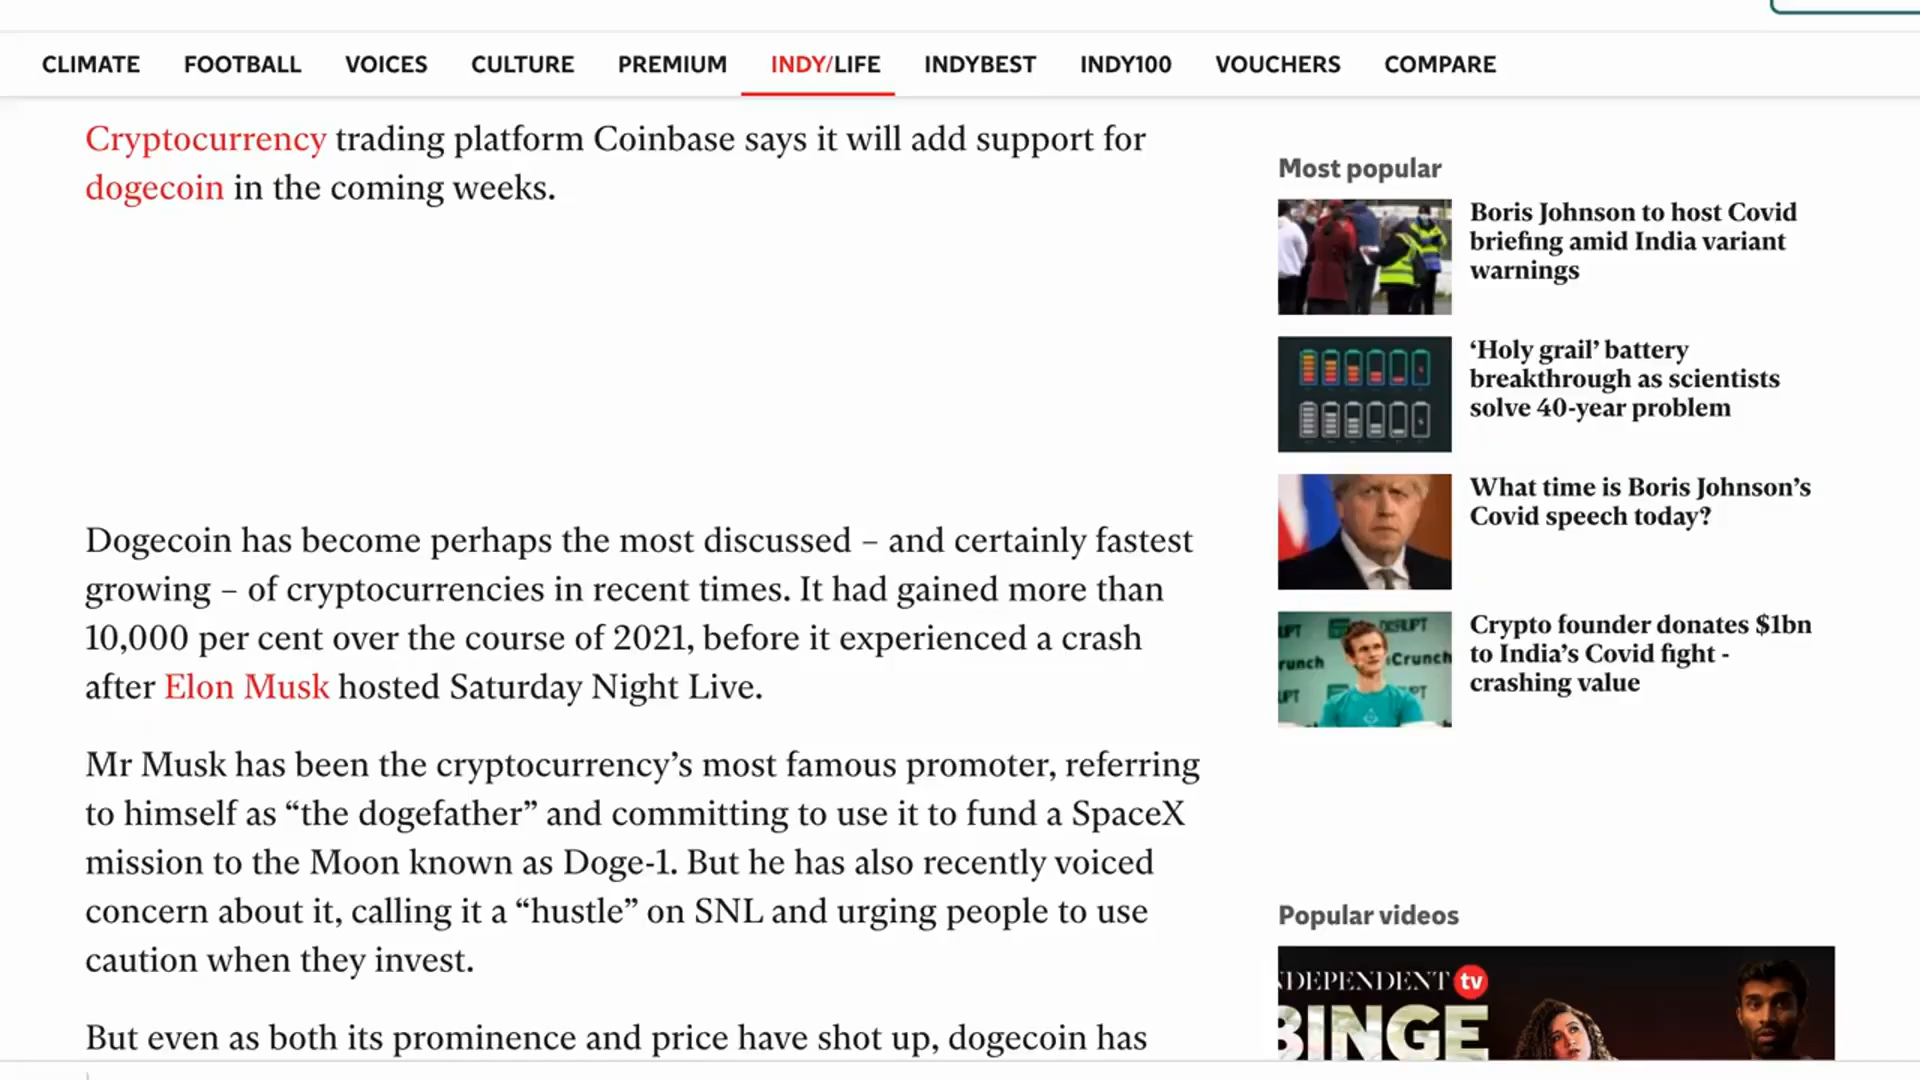 CLIMATE FOOTBALL VOICES CULTURE PREMIUM INDY/LIFE INDYBEST INDY100 VOUCHERS COMPARE
Cryptocurrency trading platform Coinbase says it will add support for
dogecoin in the coming weeks.
Dogecoin has become perhaps the most discussed – and certainly fastest
growing – of cryptocurrencies in recent times. It had gained more than
10,000 per cent over the course of 2021, before it experienced a crash
after Elon Musk hosted Saturday Night Live.
Mr Musk has been the cryptocurrency’s most famous promoter, referring
to himself as “the dogefather” and committing to use it to fund a SpaceX
mission to the Moon known as Doge-1. But he has also recently voiced
concern about it, calling it a “hustle” on SNL and urging people to use
caution when they invest.
But even as both its prominence and price have shot up, dogecoin has
Most popular
Boris Johnson to host Covid
briefing amid India variant
warnings
‘Holy grail’ battery
breakthrough as scientists
solve 40-year problem
What time is Boris Johnson’s
Covid speech today?
Crypto founder donates $1bn
to India’s Covid fight -
crashing value
Popular videos
NDEPENDENT tv
BINGE